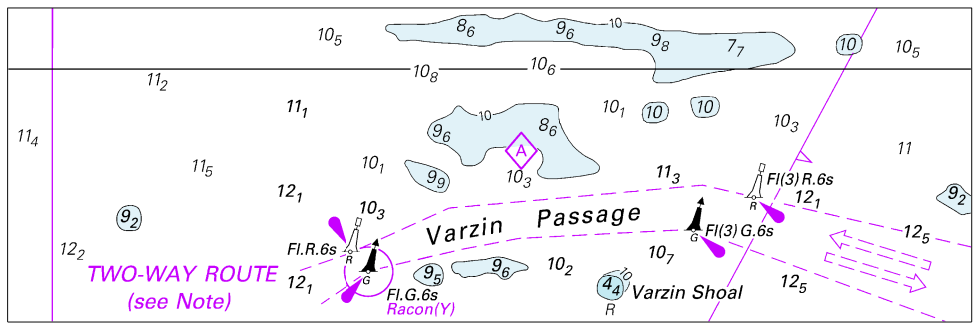 10₅ 8₆ 9₆ 10 9₈ 7₇ 10 10₅
11₂ 10₈ 10₆
11₄ 11₁ 9₆ 10 8₆ 10₁ 10 10 10₃
11₅ 10₁ 9₉ A 10₃ 11₃ Fl(3) R.6s 11
9₂ 12₁ 10₃ R 12₁ 9₂
12₂ Fl.R.6s R Varzin Passage G Fl(3) G.6s 12₅
TWO-WAY ROUTE 12₁ G 9₅ 9₆ 10₂ 10₇ 12₅
(see Note) Fl.G.6s 4₄ 10 Varzin Shoal
Racon(Y) R